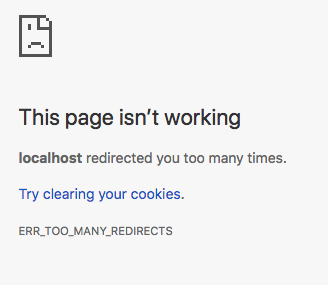 This page isn’t working
localhost redirected you too many times.
Try clearing your cookies.
ERR_TOO_MANY_REDIRECTS